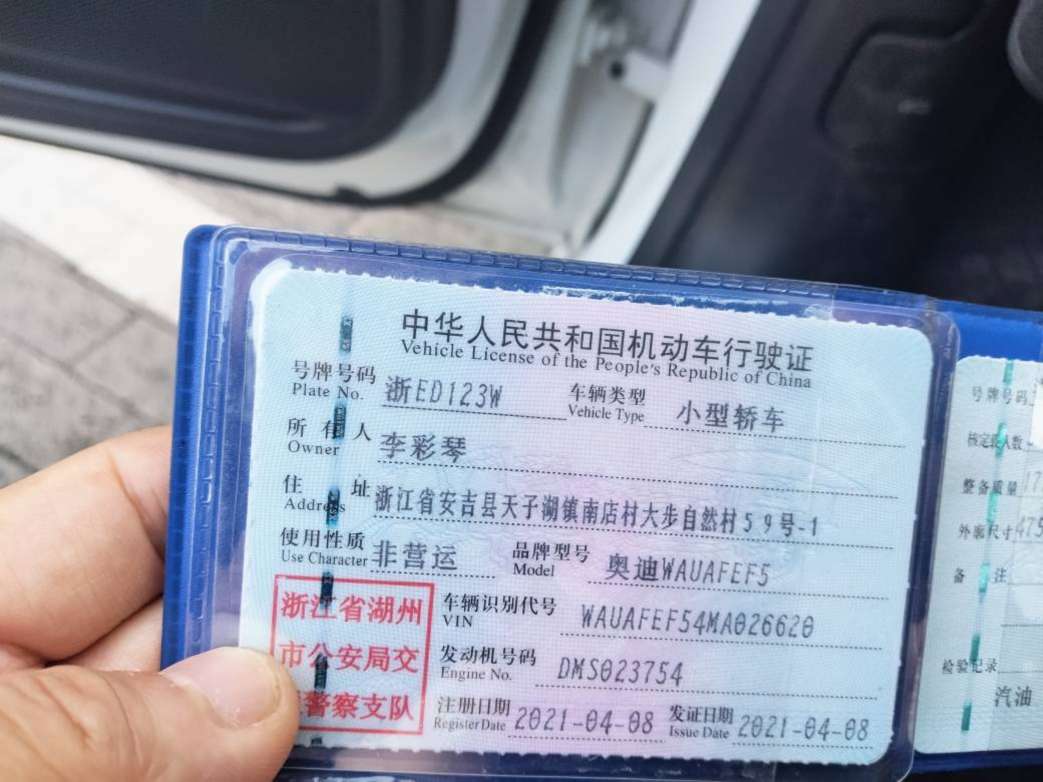 中华人民共和国机动车行驶证
Vehicle License of the People's Republic of China
号牌号码 浙ED123W 车辆类型 小型轿车
Plate No. Vehicle Type
所有人 李彩琴
Owner
住址 浙江省安吉县天子湖镇南店村大步自然村59号-1
Address
使用性质 非营运 品牌型号 奥迪WAUAFEF5
Use Character Model
浙江省湖州
市公安局交
警察支队
车辆识别代号 WAUAFEF54MA026620
VIN
发动机号码 DMS023754
Engine No.
注册日期 2021-04-08 发证日期 2021-04-08
Register Date Issue Date
号牌号码
核定载人数
整备质量
外廓尺寸 475
备注
检验记录
汽油